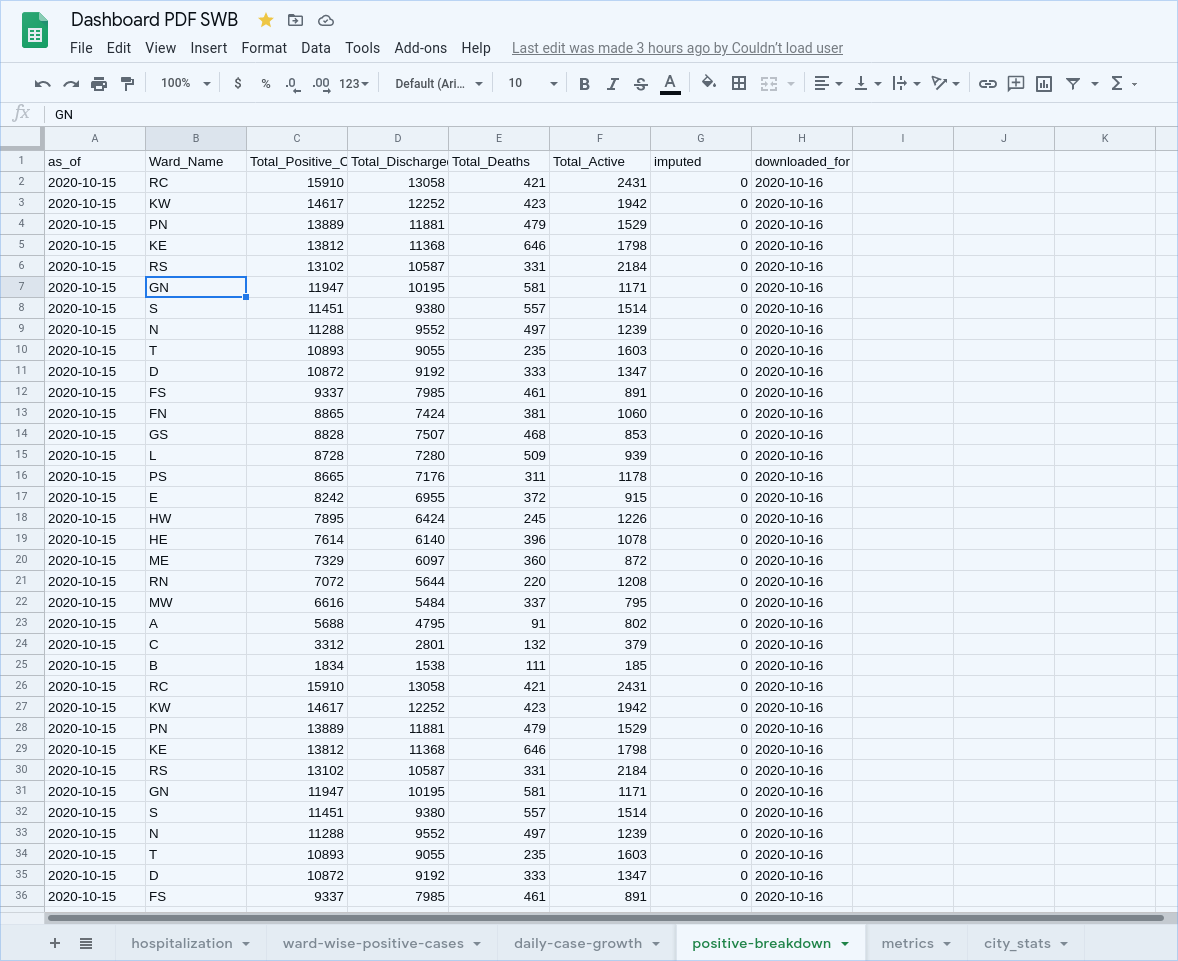 Dashboard PDF SWB
File Edit View Insert Format Data Tools Add-ons Help Last edit was made 3 hours ago by Couldn't load user
100% $ % .0 .00 123 Default (Ari... 10 B I S A
fx GN
A B C D E F G H I J K
1 as_of Ward_Name Total_Positive_C Total_Discharged Total_Deaths Total_Active imputed downloaded_for
2 2020-10-15 RC 15910 13058 421 2431 0 2020-10-16
3 2020-10-15 KW 14617 12252 423 1942 0 2020-10-16
4 2020-10-15 PN 13889 11881 479 1529 0 2020-10-16
5 2020-10-15 KE 13812 11368 646 1798 0 2020-10-16
6 2020-10-15 RS 13102 10587 331 2184 0 2020-10-16
7 2020-10-15 GN 11947 10195 581 1171 0 2020-10-16
8 2020-10-15 S 11451 9380 557 1514 0 2020-10-16
9 2020-10-15 N 11288 9552 497 1239 0 2020-10-16
10 2020-10-15 T 10893 9055 235 1603 0 2020-10-16
11 2020-10-15 D 10872 9192 333 1347 0 2020-10-16
12 2020-10-15 FS 9337 7985 461 891 0 2020-10-16
13 2020-10-15 FN 8865 7424 381 1060 0 2020-10-16
14 2020-10-15 GS 8828 7507 468 853 0 2020-10-16
15 2020-10-15 L 8728 7280 509 939 0 2020-10-16
16 2020-10-15 PS 8665 7176 311 1178 0 2020-10-16
17 2020-10-15 E 8242 6955 372 915 0 2020-10-16
18 2020-10-15 HW 7895 6424 245 1226 0 2020-10-16
19 2020-10-15 HE 7614 6140 396 1078 0 2020-10-16
20 2020-10-15 ME 7329 6097 360 872 0 2020-10-16
21 2020-10-15 RN 7072 5644 220 1208 0 2020-10-16
22 2020-10-15 MW 6616 5484 337 795 0 2020-10-16
23 2020-10-15 A 5688 4795 91 802 0 2020-10-16
24 2020-10-15 C 3312 2801 132 379 0 2020-10-16
25 2020-10-15 B 1834 1538 111 185 0 2020-10-16
26 2020-10-15 RC 15910 13058 421 2431 0 2020-10-16
27 2020-10-15 KW 14617 12252 423 1942 0 2020-10-16
28 2020-10-15 PN 13889 11881 479 1529 0 2020-10-16
29 2020-10-15 KE 13812 11368 646 1798 0 2020-10-16
30 2020-10-15 RS 13102 10587 331 2184 0 2020-10-16
31 2020-10-15 GN 11947 10195 581 1171 0 2020-10-16
32 2020-10-15 S 11451 9380 557 1514 0 2020-10-16
33 2020-10-15 N 11288 9552 497 1239 0 2020-10-16
34 2020-10-15 T 10893 9055 235 1603 0 2020-10-16
35 2020-10-15 D 10872 9192 333 1347 0 2020-10-16
36 2020-10-15 FS 9337 7985 461 891 0 2020-10-16
hospitalization ward-wise-positive-cases daily-case-growth positive-breakdown metrics city_stats